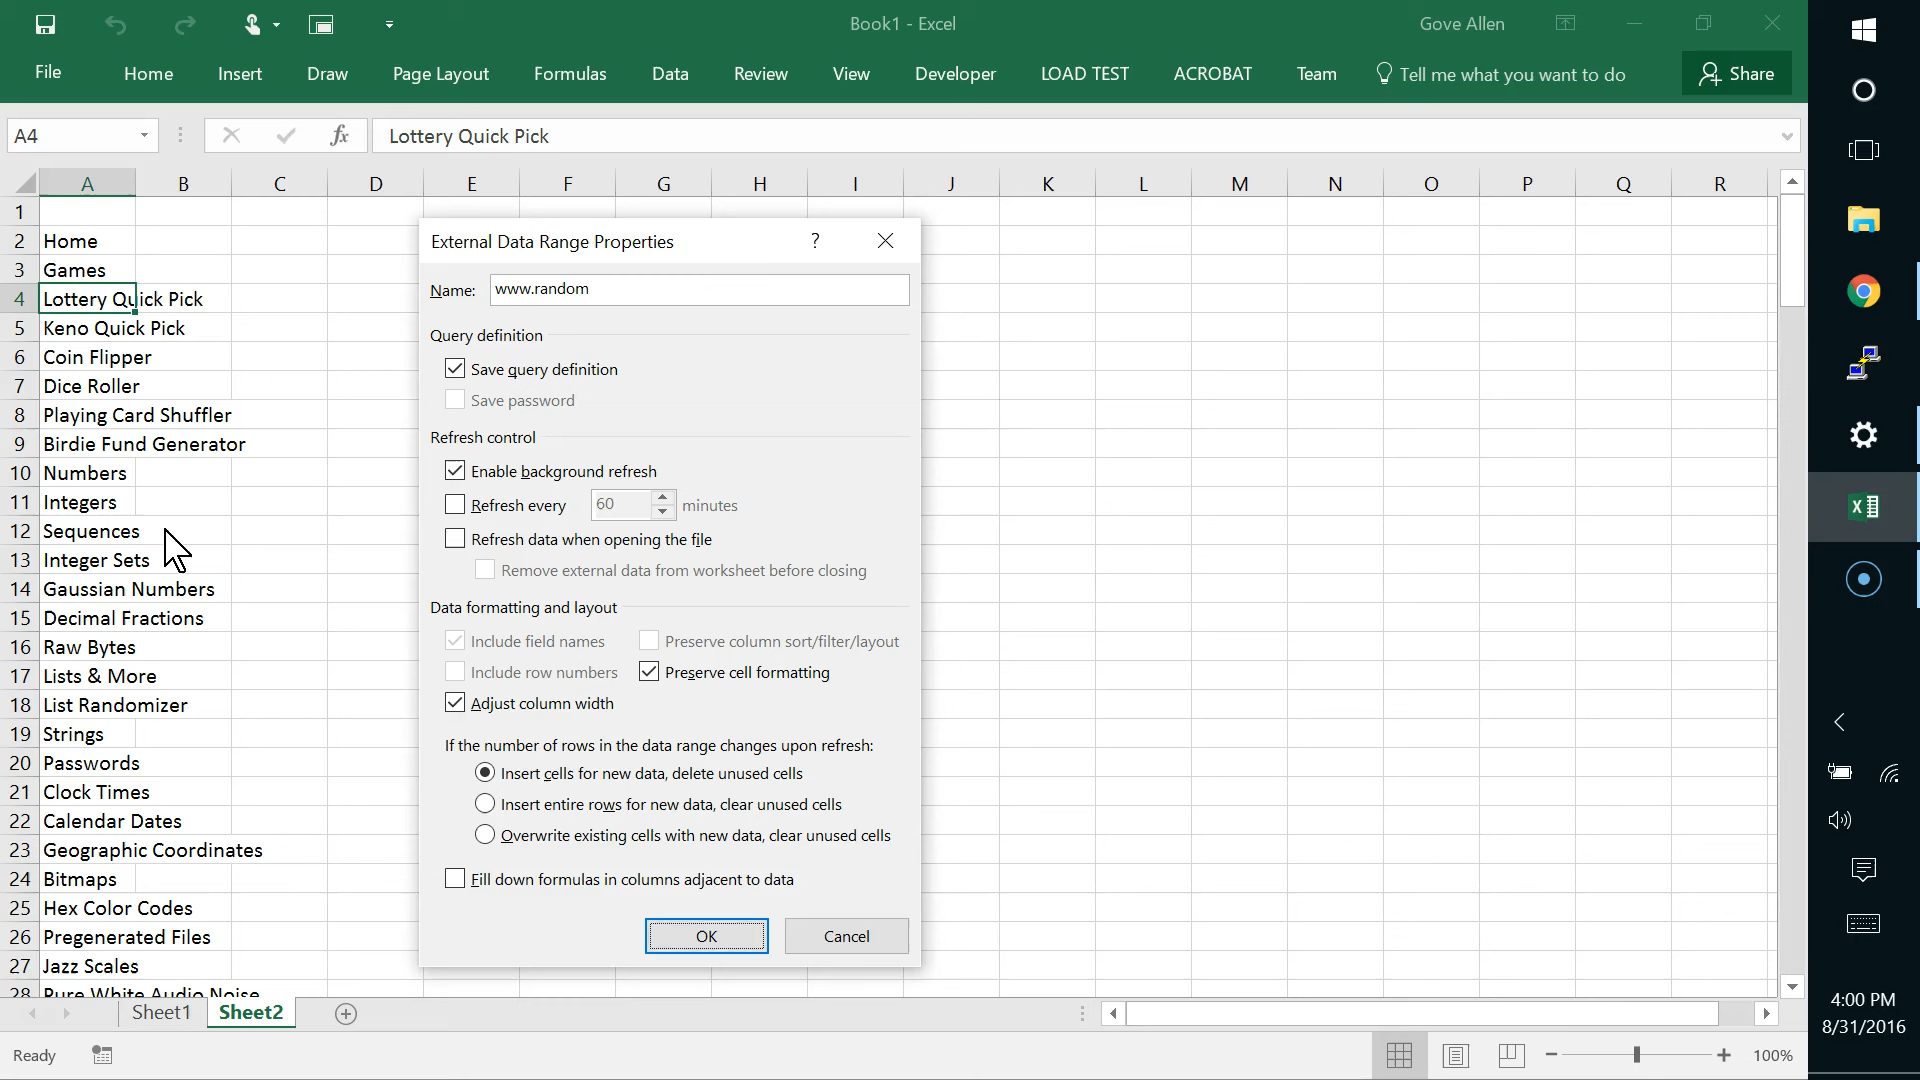 Book1 - Excel
Gove Allen
File
Home
Insert
Draw
Page Layout
Formulas
Data
Review
View
Developer
LOAD TEST
ACROBAT
Team
Tell me what you want to do
Share
A4
fx
Lottery Quick Pick
A B C D E F G H I J K L M N O P Q R
1
2 Home
3 Games
4 Lottery Quick Pick
5 Keno Quick Pick
6 Coin Flipper
7 Dice Roller
8 Playing Card Shuffler
9 Birdie Fund Generator
10 Numbers
11 Integers
12 Sequences
13 Integer Sets
14 Gaussian Numbers
15 Decimal Fractions
16 Raw Bytes
17 Lists & More
18 List Randomizer
19 Strings
20 Passwords
21 Clock Times
22 Calendar Dates
23 Geographic Coordinates
24 Bitmaps
25 Hex Color Codes
26 Pregenerated Files
27 Jazz Scales
28 Pure White Audio Noise
External Data Range Properties
?
Name: www.random
Query definition
Save query definition
Save password
Refresh control
Enable background refresh
Refresh every 60 minutes
Refresh data when opening the file
Remove external data from worksheet before closing
Data formatting and layout
Include field names Preserve column sort/filter/layout
Include row numbers Preserve cell formatting
Adjust column width
If the number of rows in the data range changes upon refresh:
Insert cells for new data, delete unused cells
Insert entire rows for new data, clear unused cells
Overwrite existing cells with new data, clear unused cells
Fill down formulas in columns adjacent to data
OK Cancel
Sheet1 Sheet2
Ready
100%
4:00 PM
8/31/2016